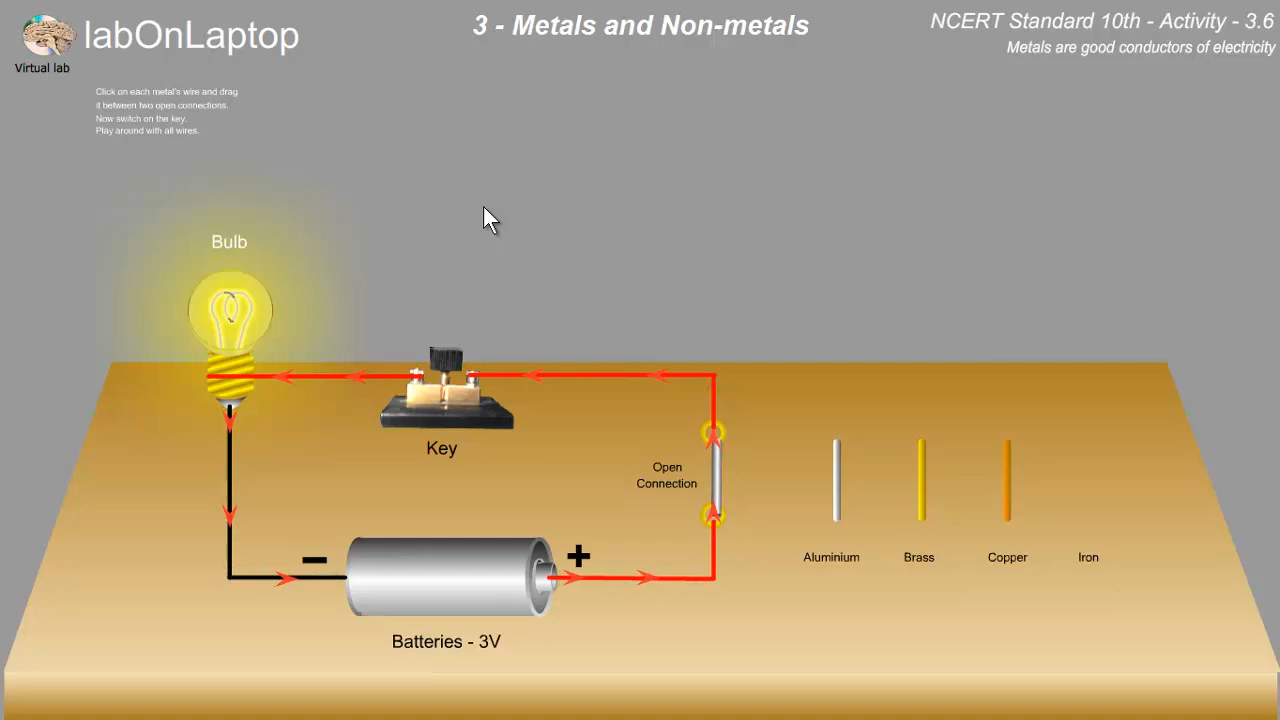 labOnLaptop
Virtual lab
3 - Metals and Non-metals
NCERT Standard 10th - Activity - 3.6
Metals are good conductors of electricity
Click on each metal's wire and drag
it between two open connections.
Now switch on the key.
Play around with all wires.
Bulb
Key
Open
Connection
Aluminium
Brass
Copper
Iron
− +
Batteries - 3V